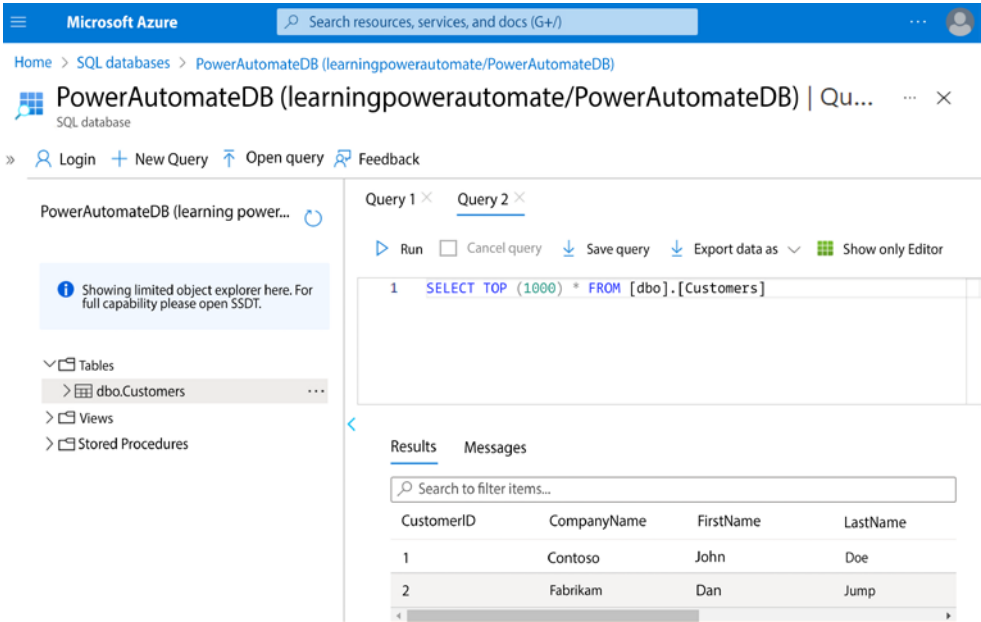 Microsoft Azure
Search resources, services, and docs (G+/)
...
Home > SQL databases > PowerAutomateDB (learningpowerautomate/PowerAutomateDB)
PowerAutomateDB (learningpowerautomate/PowerAutomateDB) | Qu... ...
SQL database
Login
New Query
Open query
Feedback
PowerAutomateDB (learning power...
Showing limited object explorer here. For
full capability please open SSDT.
Tables
dbo.Customers ...
Views
Stored Procedures
Query 1
Query 2
Run
Cancel query
Save query
Export data as
Show only Editor
1 SELECT TOP (1000) * FROM [dbo].[Customers]
Results
Messages
Search to filter items...
CustomerID CompanyName FirstName LastName
1 Contoso John Doe
2 Fabrikam Dan Jump